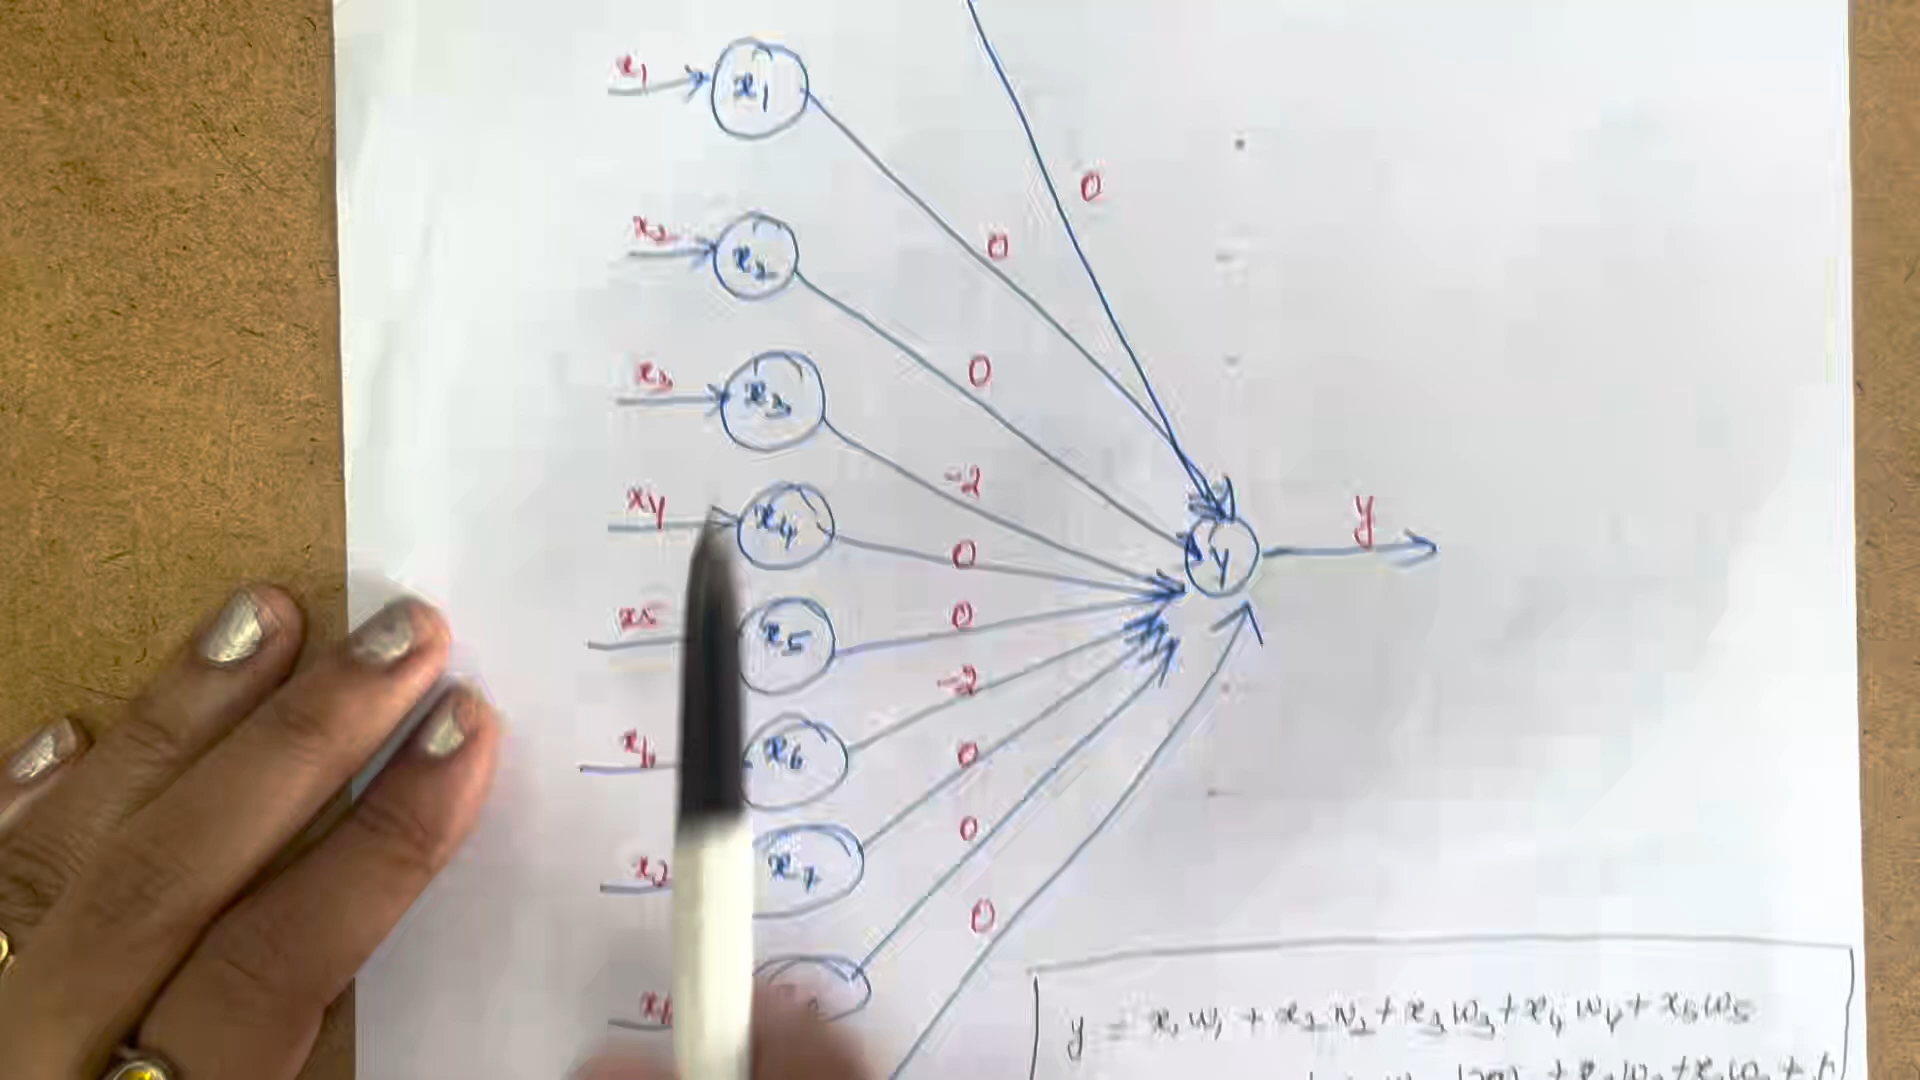 x1 x1
0
0
x2 x2
0
x3 x3
-2
x4 x4
0
y y
x5 x5
0
-2
x6 x6
0
x7 x7
0
0
y = x1w1 + x2w2 + x3w3 + x4w4 + x5w5